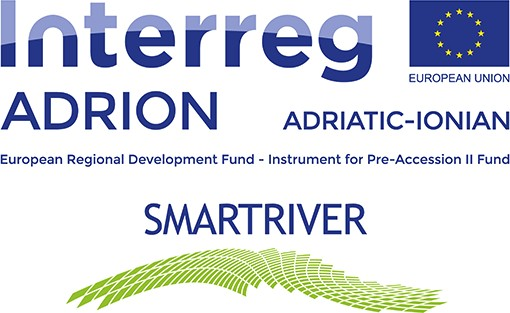 Interreg
EUROPEAN UNION
ADRION ADRIATIC-IONIAN
European Regional Development Fund - Instrument for Pre-Accession II Fund
SMARTRIVER